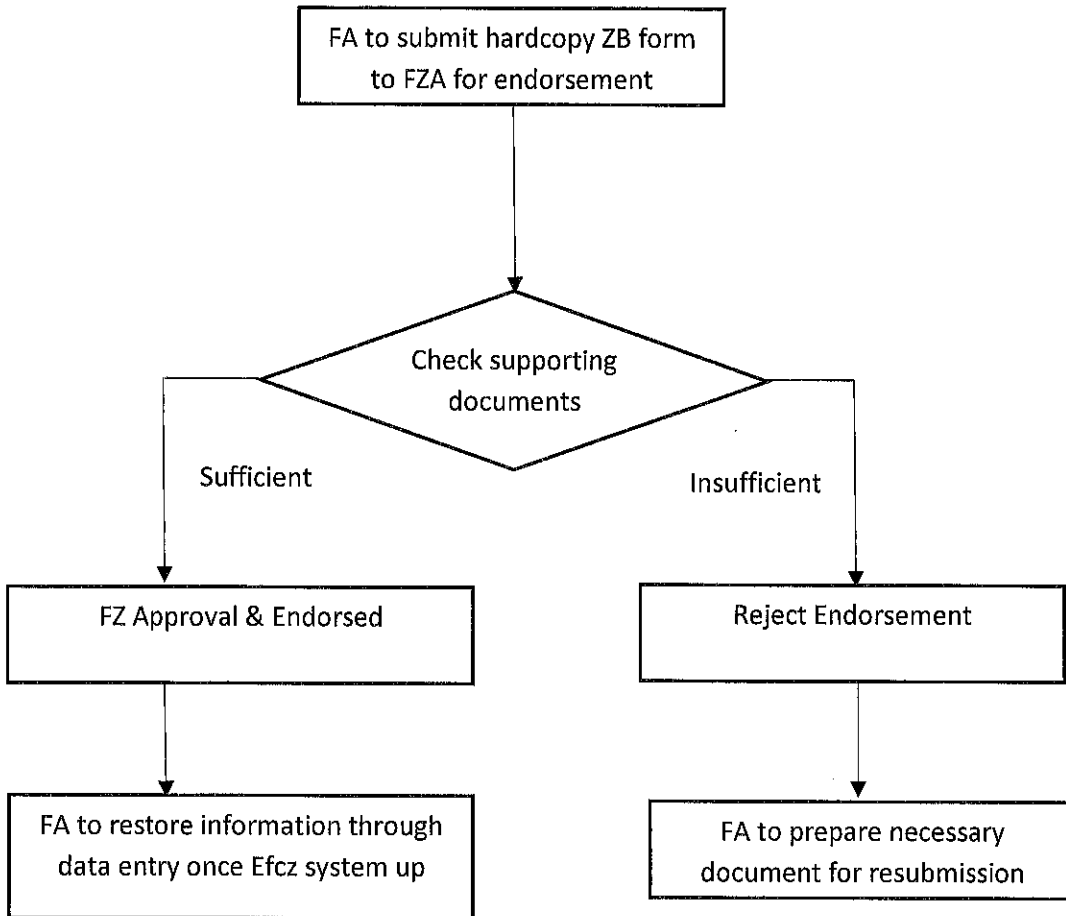 FA to submit hardcopy ZB form
to FZA for endorsement
Check supporting
documents
Sufficient
Insufficient
FZ Approval & Endorsed
Reject Endorsement
FA to restore information through
data entry once Efcz system up
FA to prepare necessary
document for resubmission